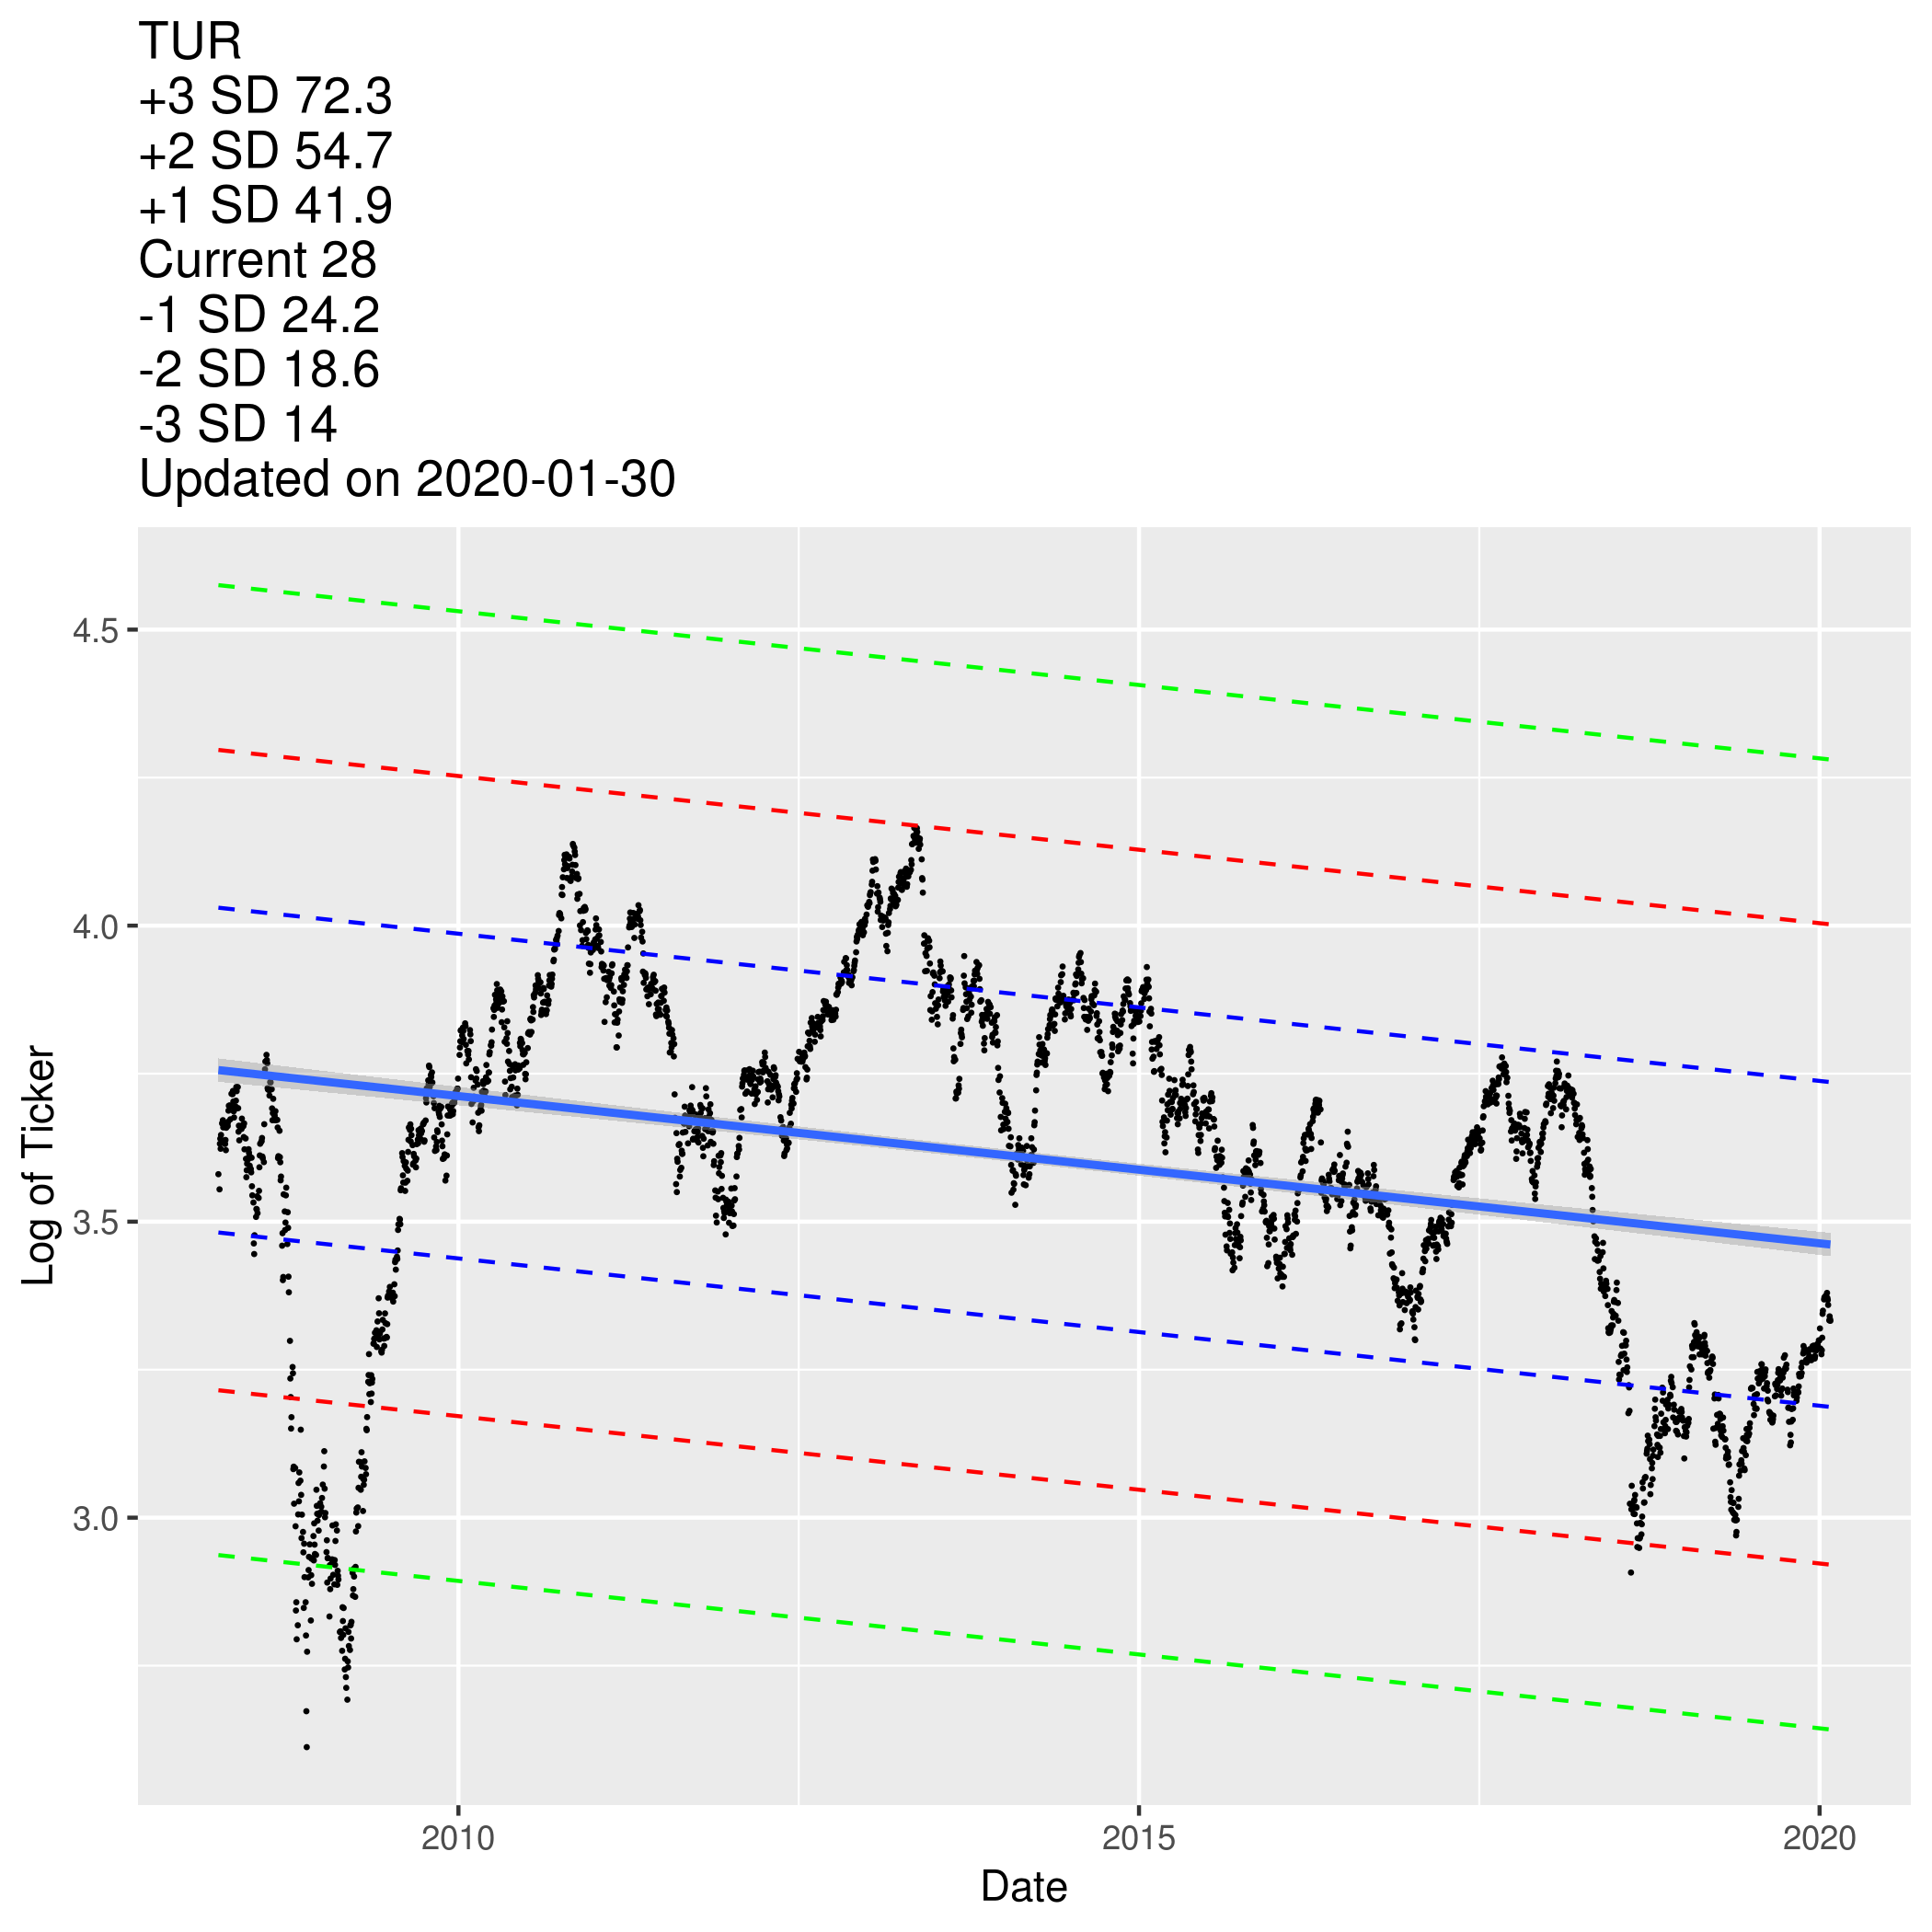 TUR
+3 SD 72.3
+2 SD 54.7
+1 SD 41.9
Current 28
-1 SD 24.2
-2 SD 18.6
-3 SD 14
Updated on 2020-01-30
4.5
4.0
3.5
3.0
Log of Ticker
2010 2015 2020
Date